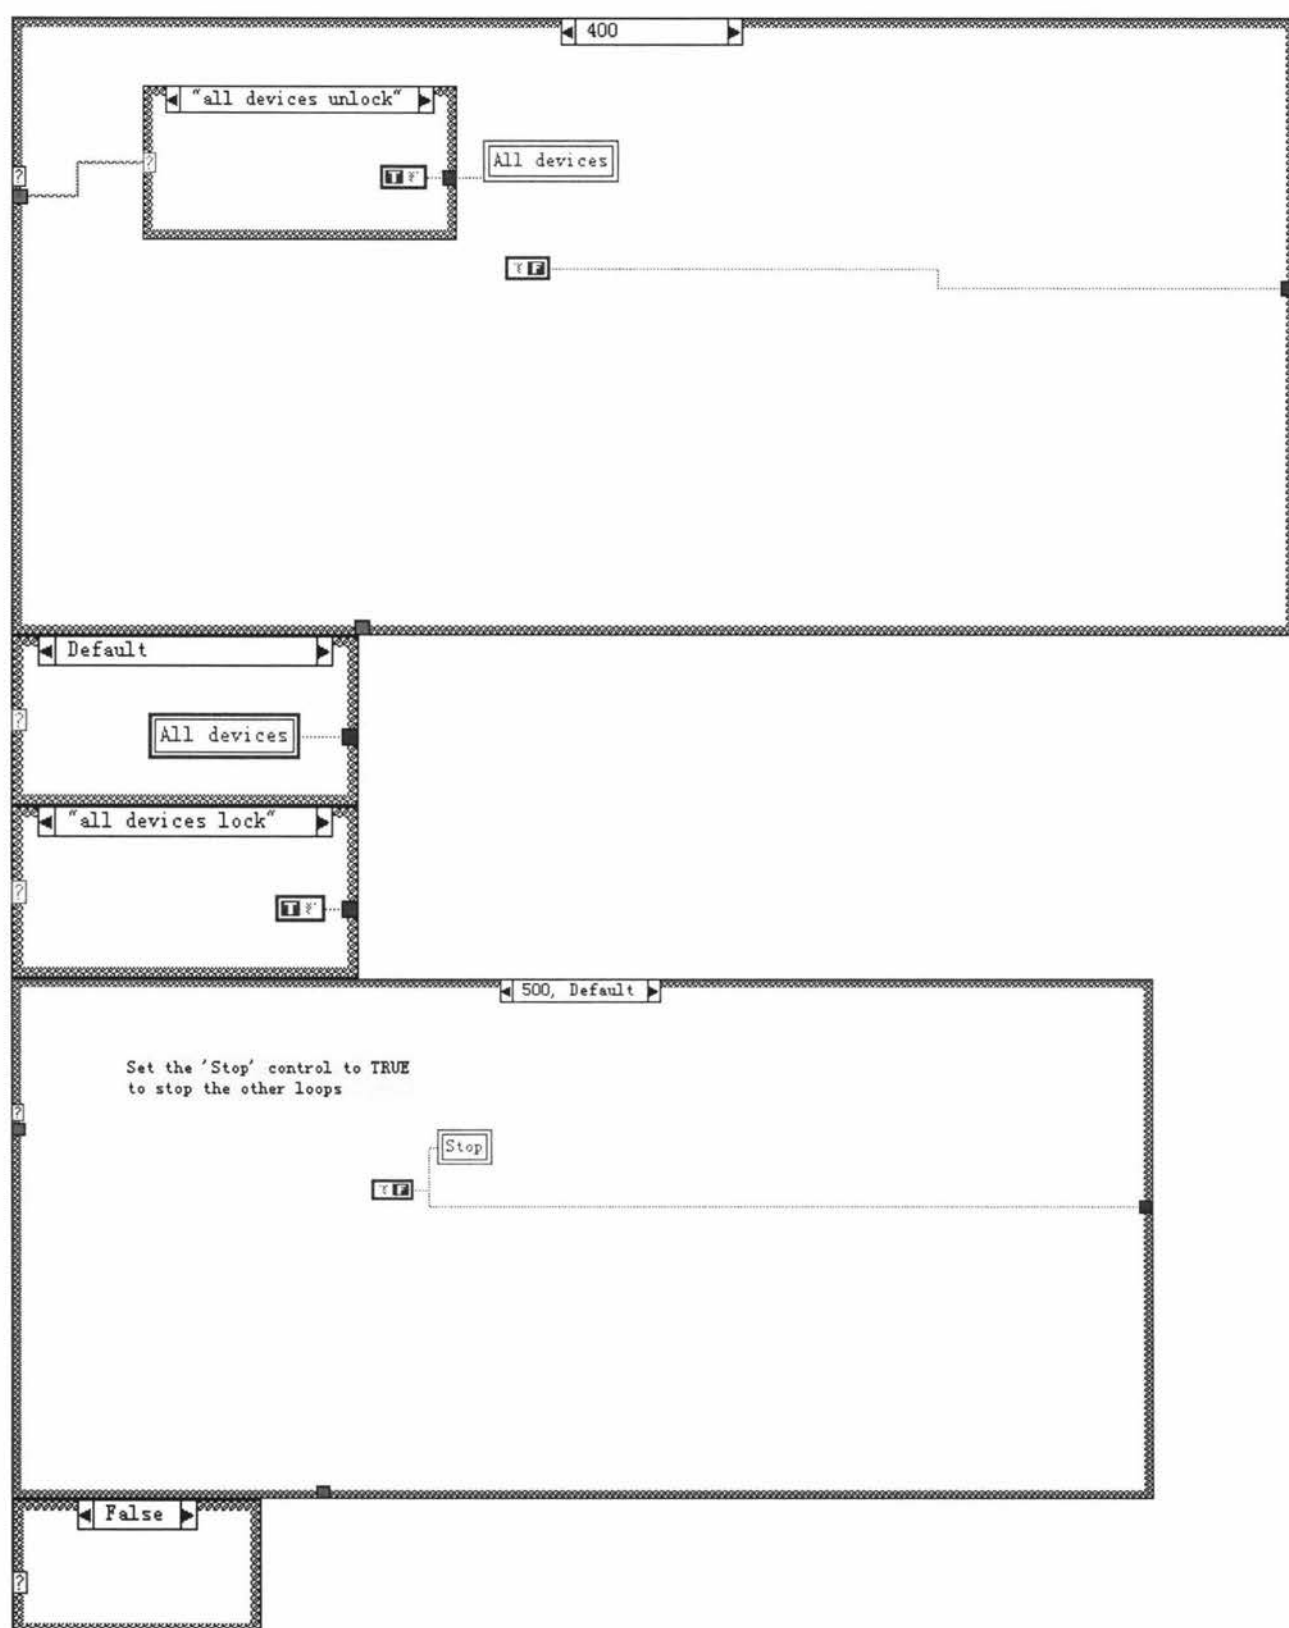 400
"all devices unlock"
?
?
All devices
T
F
Default
?
All devices
"all devices lock"
?
T
500, Default
Set the 'Stop' control to TRUE
to stop the other loops
?
Stop
F
False
?